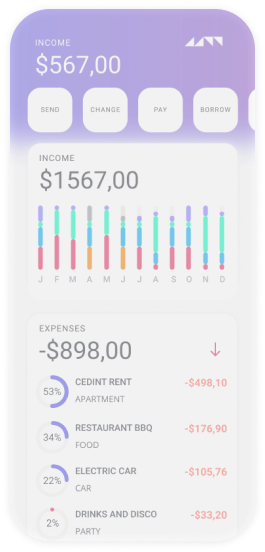 INCOME
$567,00
SEND CHANGE PAY BORROW
INCOME
$1567,00
J F M A M J J A S O N D
EXPENSES
-$898,00
53% CEDINT RENT -$498,10
APARTMENT
34% RESTAURANT BBQ -$176,90
FOOD
22% ELECTRIC CAR -$105,76
CAR
2% DRINKS AND DISCO -$33,20
PARTY